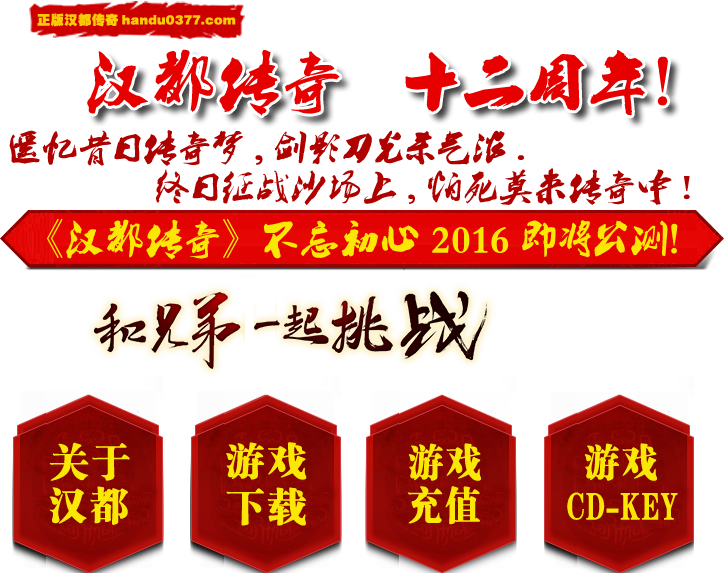 正版汉都传奇 handu0377.com
汉都传奇 十二周年!
匿忆昔日传奇梦,剑影刀光杀气浓.
终日征战沙场上,怕死莫来传奇中!
《汉都传奇》不忘初心 2016 即将公测!
和兄弟一起挑战
关于
汉都
游戏
下载
游戏
充值
游戏
CD-KEY